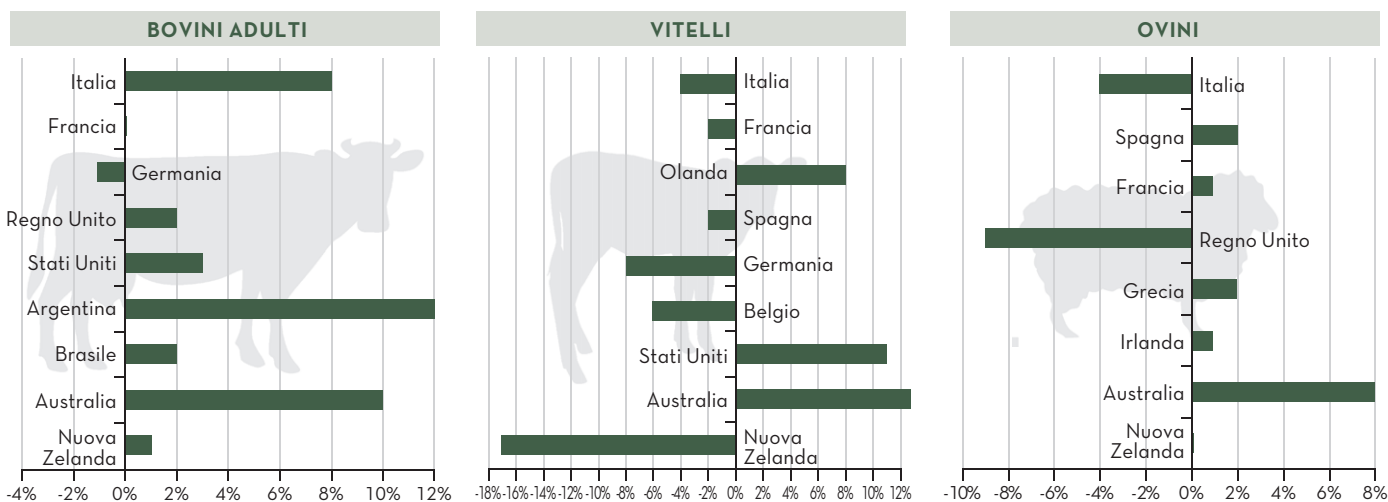 BOVINI ADULTI
Italia
Francia
Germania
Regno Unito
Stati Uniti
Argentina
Brasile
Australia
Nuova
Zelanda
-4% -2% 0% 2% 4% 6% 8% 10% 12%
VITELLI
Italia
Francia
Olanda
Spagna
Germania
Belgio
Stati Uniti
Australia
Nuova
Zelanda
-18% -16% -14% -12% -10% -8% -6% -4% -2% 0% 2% 4% 6% 8% 10% 12%
OVINI
Italia
Spagna
Francia
Regno Unito
Grecia
Irlanda
Australia
Nuova
Zelanda
-10% -8% -6% -4% -2% 0% 2% 4% 6% 8%